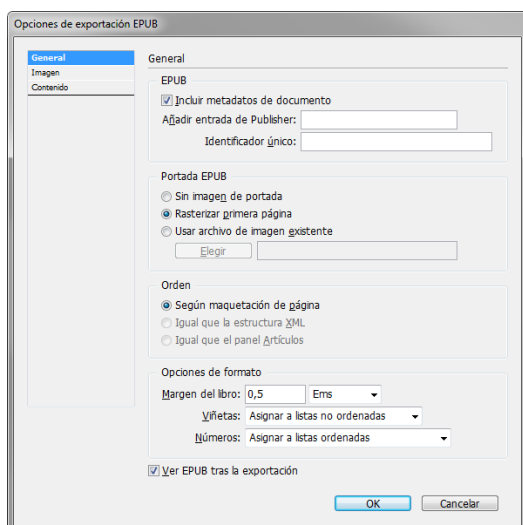 Opciones de exportación EPUB
General
Imagen
Contenido
General
EPUB
Incluir metadatos de documento
Añadir entrada de Publisher:
Identificador único:
Portada EPUB
Sin imagen de portada
Rasterizar primera página
Usar archivo de imagen existente
Elegir
Orden
Según maquetación de página
Igual que la estructura XML
Igual que el panel Artículos
Opciones de formato
Margen del libro: 0,5 Ems
Viñetas: Asignar a listas no ordenadas
Números: Asignar a listas ordenadas
Ver EPUB tras la exportación
OK Cancelar